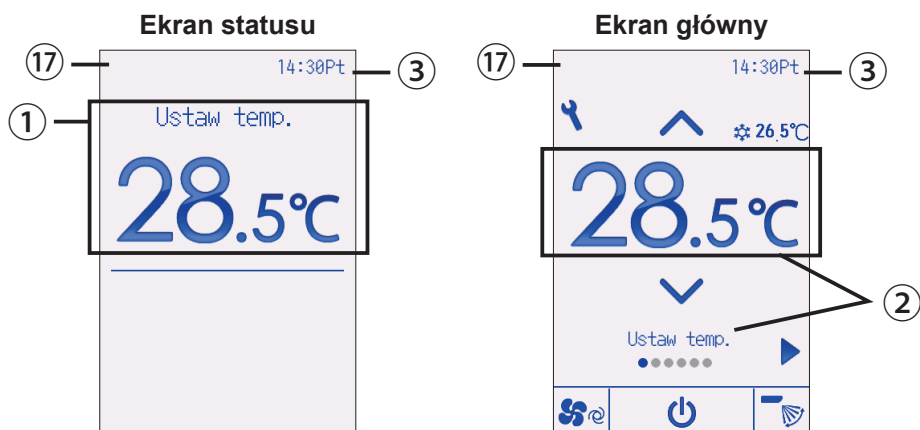 Ekran statusu
17
14:30Pt
3
1
Ustaw temp.
28.5°C
Ekran główny
17
14:30Pt
3
26.5°C
28.5°C
2
Ustaw temp.